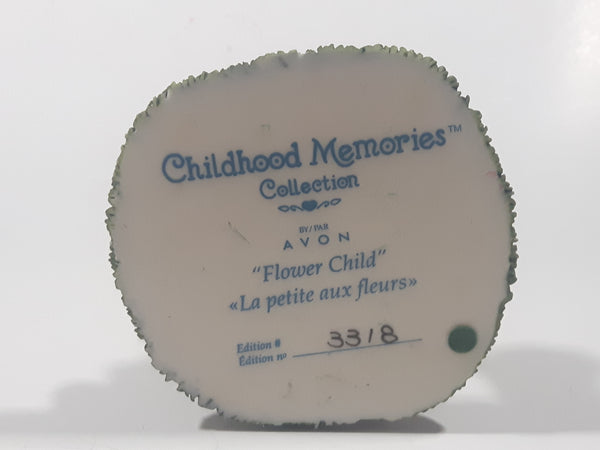 Childhood Memories™
Collection
BY/PAR
AVON
"Flower Child"
«La petite aux fleurs»
Edition #
Édition no 3318